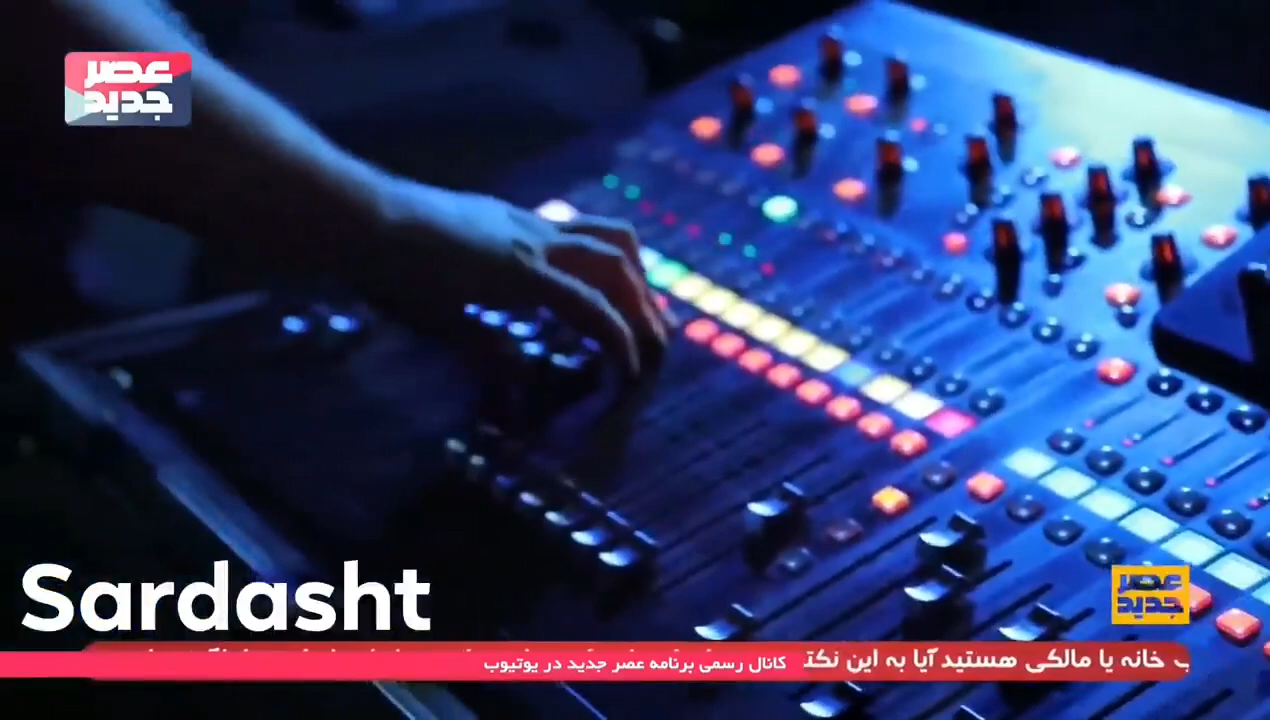 عصر
جدید
Sardasht
عصر
جدید
خانه یا مالکی هستید آیا به این نکت
کانال رسمی برنامه عصر جدید در یوتیوب